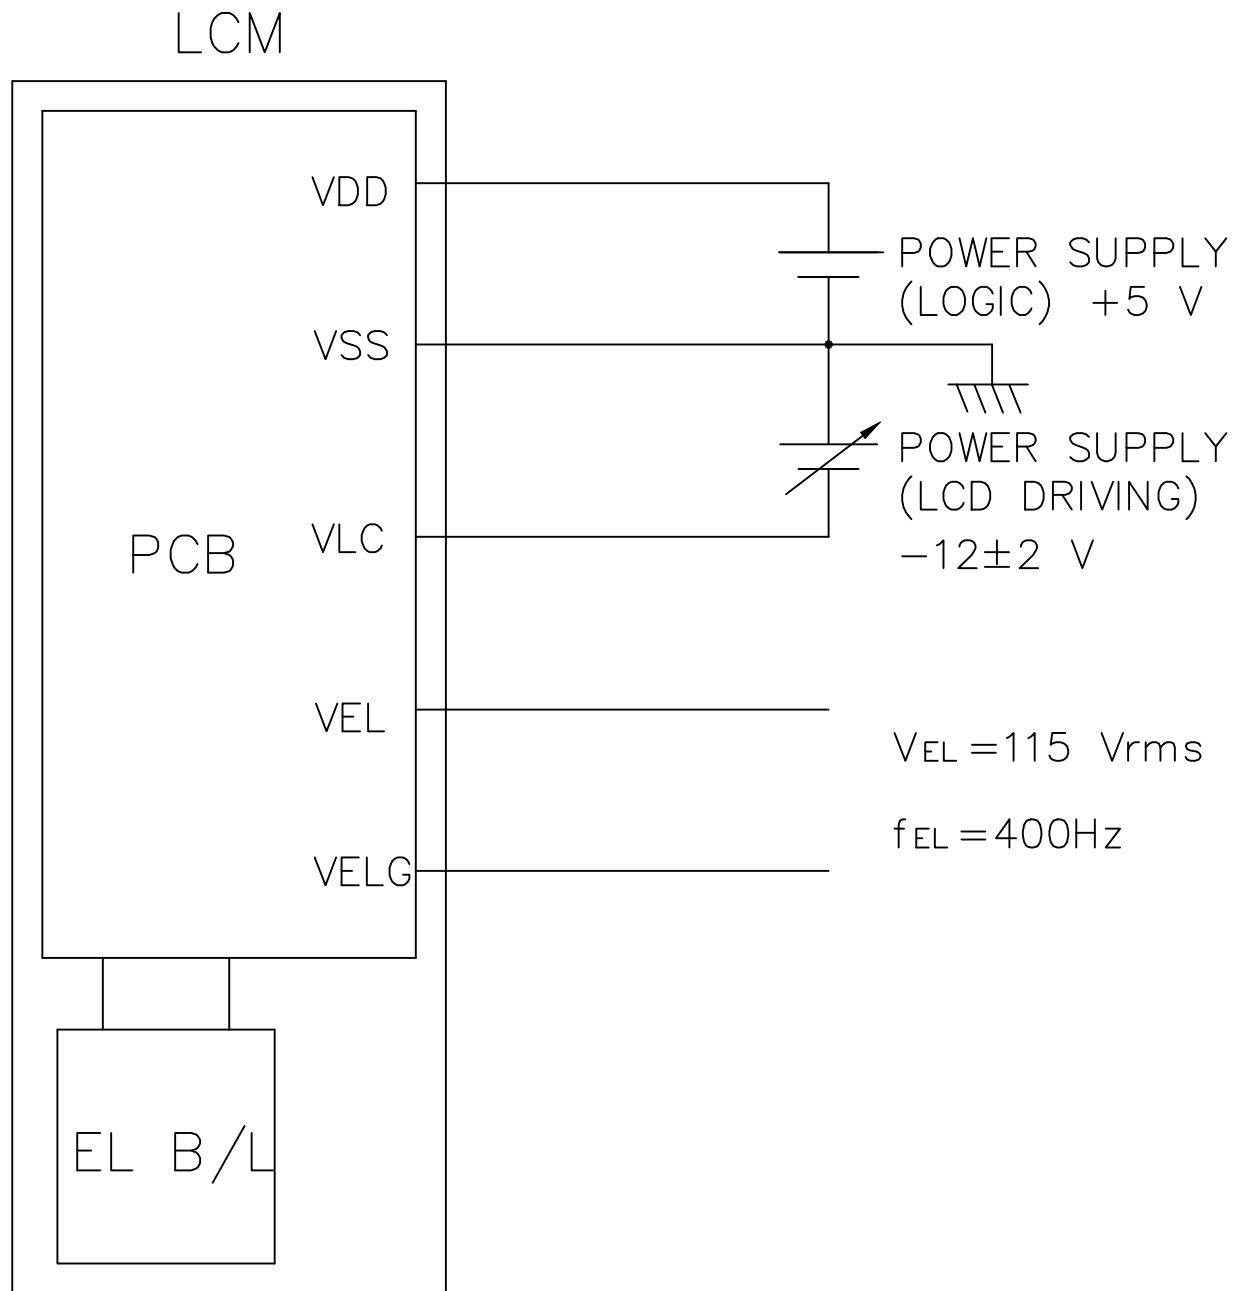 LCM
VDD
POWER SUPPLY
(LOGIC) +5 V
VSS
POWER SUPPLY
(LCD DRIVING)
-12±2 V
VLC
PCB
VEL
VEL=115 Vrms
fEL=400Hz
VELG
EL B/L